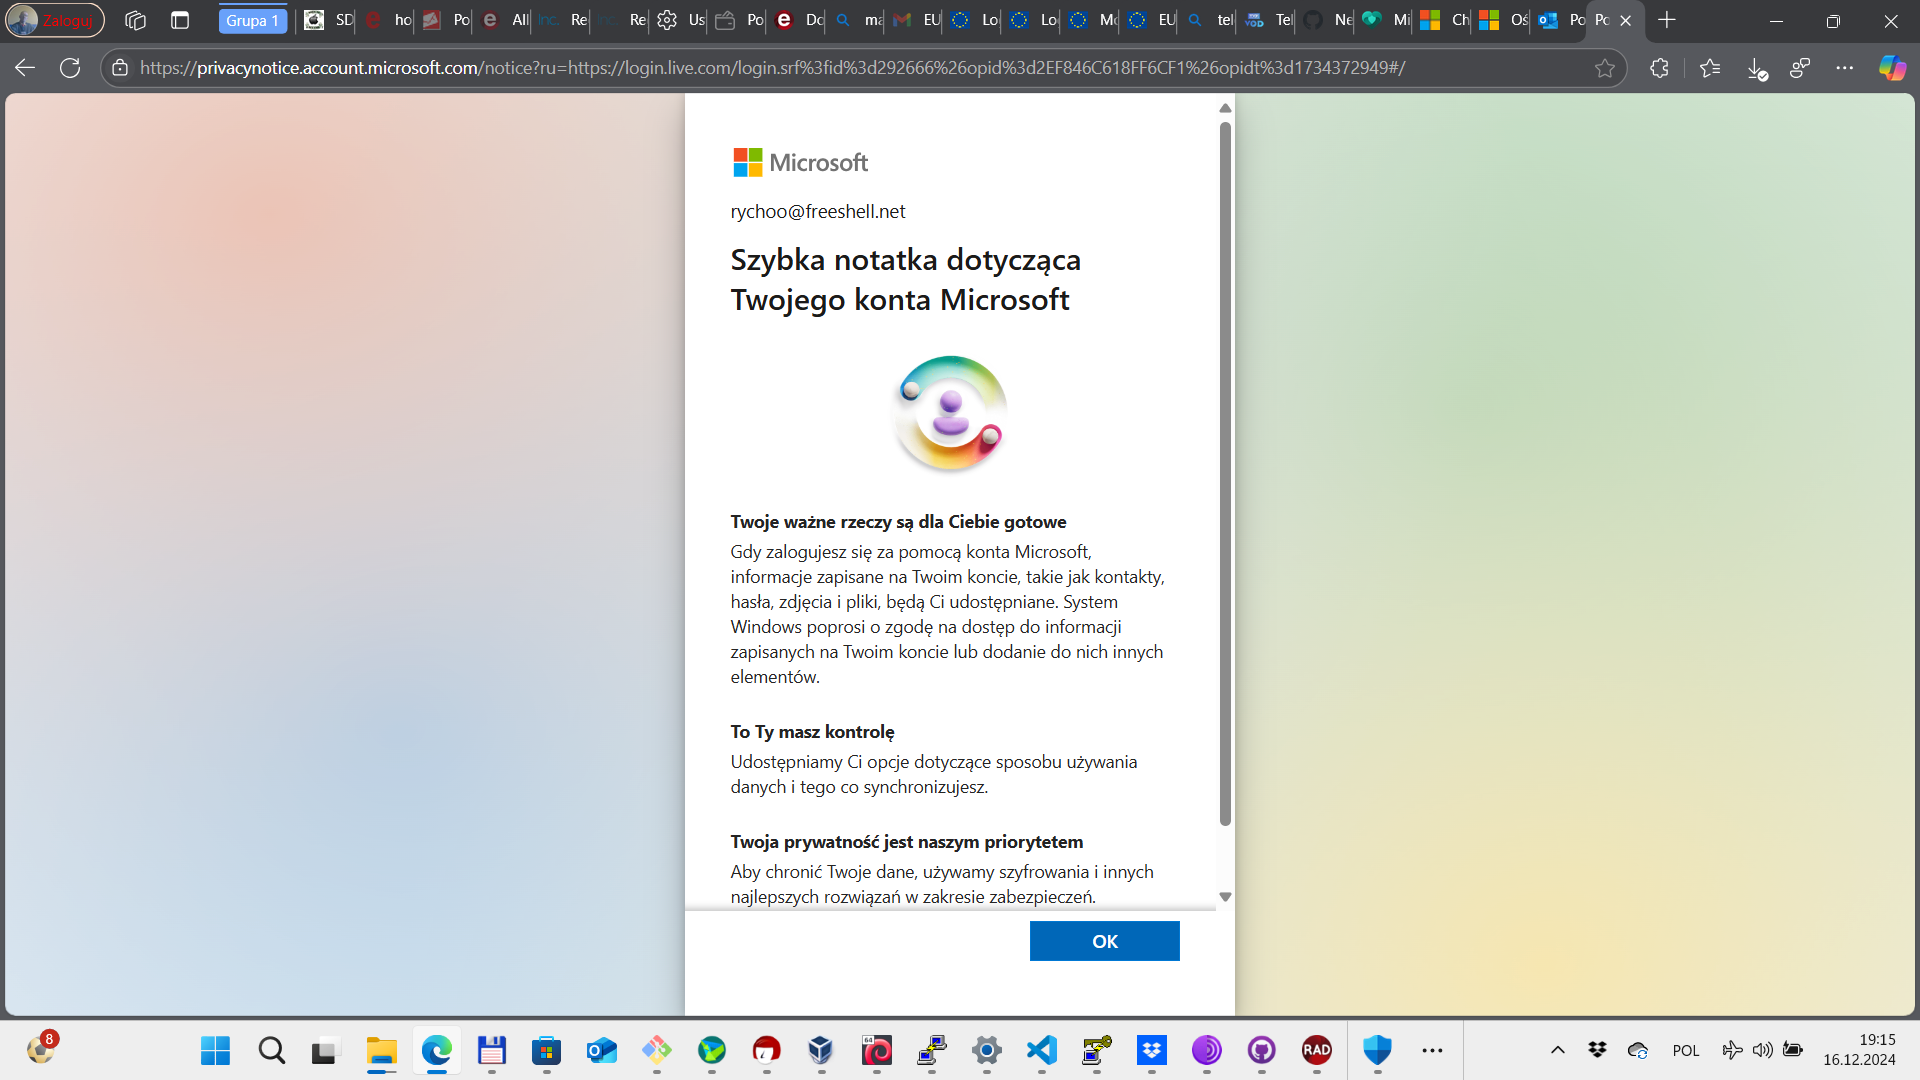 Zaloguj
Grupa 1
SD
ho
Po
All
Re
Re
Us
Po
Do
ma
EU
Lo
Lo
Mo
EU
tel
Tel
Ne
Mi
Ch
Oś
Po
Po
https://privacynotice.account.microsoft.com/notice?ru=https://login.live.com/login.srf%3fid%3d292666%26opid%3d2EF846C618FF6CF1%26opidt%3d1734372949#/
Microsoft
rychoo@freeshell.net
Szybka notatka dotycząca
Twojego konta Microsoft
Twoje ważne rzeczy są dla Ciebie gotowe
Gdy zalogujesz się za pomocą konta Microsoft,
informacje zapisane na Twoim koncie, takie jak kontakty,
hasła, zdjęcia i pliki, będą Ci udostępniane. System
Windows poprosi o zgodę na dostęp do informacji
zapisanych na Twoim koncie lub dodanie do nich innych
elementów.
To Ty masz kontrolę
Udostępniamy Ci opcje dotyczące sposobu używania
danych i tego co synchronizujesz.
Twoja prywatność jest naszym priorytetem
Aby chronić Twoje dane, używamy szyfrowania i innych
najlepszych rozwiązań w zakresie zabezpieczeń.
OK
8
64
RAD
POL
19:15
16.12.2024